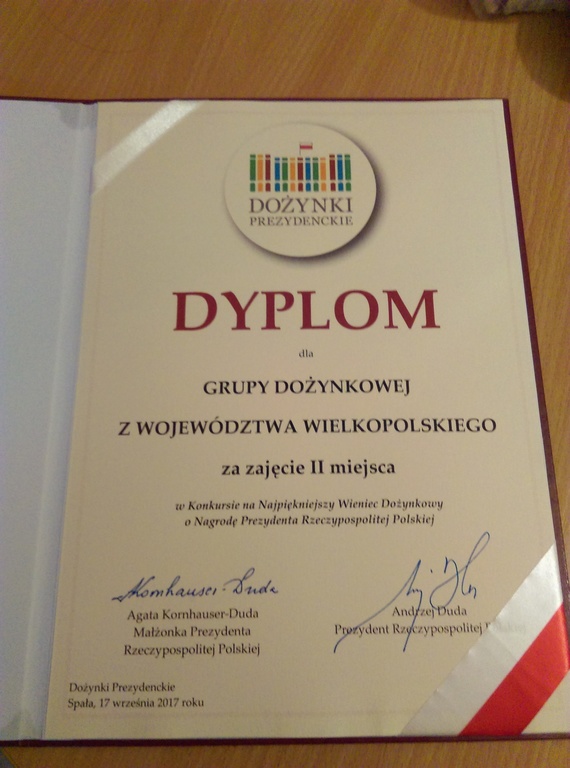 DOŻYNKI
PREZYDENCKIE
DYPLOM
dla
GRUPY DOŻYNKOWEJ
Z WOJEWÓDZTWA WIELKOPOLSKIEGO
za zajęcie II miejsca
w Konkursie na Najpiękniejszy Wieniec Dożynkowy
o Nagrodę Prezydenta Rzeczypospolitej Polskiej
AKornhauser-Duda
Agata Kornhauser-Duda
Małżonka Prezydenta
Rzeczypospolitej Polskiej
Andrzej Duda
Prezydent Rzeczypospolitej
Dożynki Prezydenckie
Spała, 17 września 2017 roku